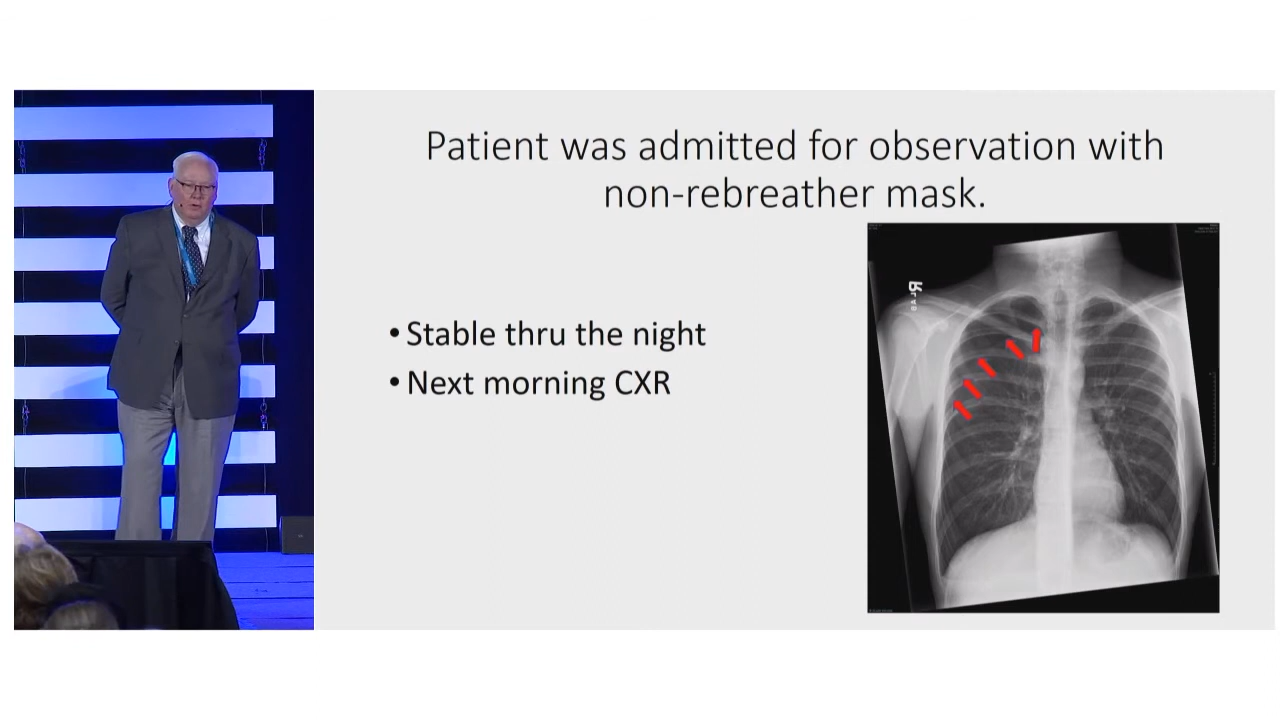 Patient was admitted for observation with
non-rebreather mask.
• Stable thru the night
• Next morning CXR
R